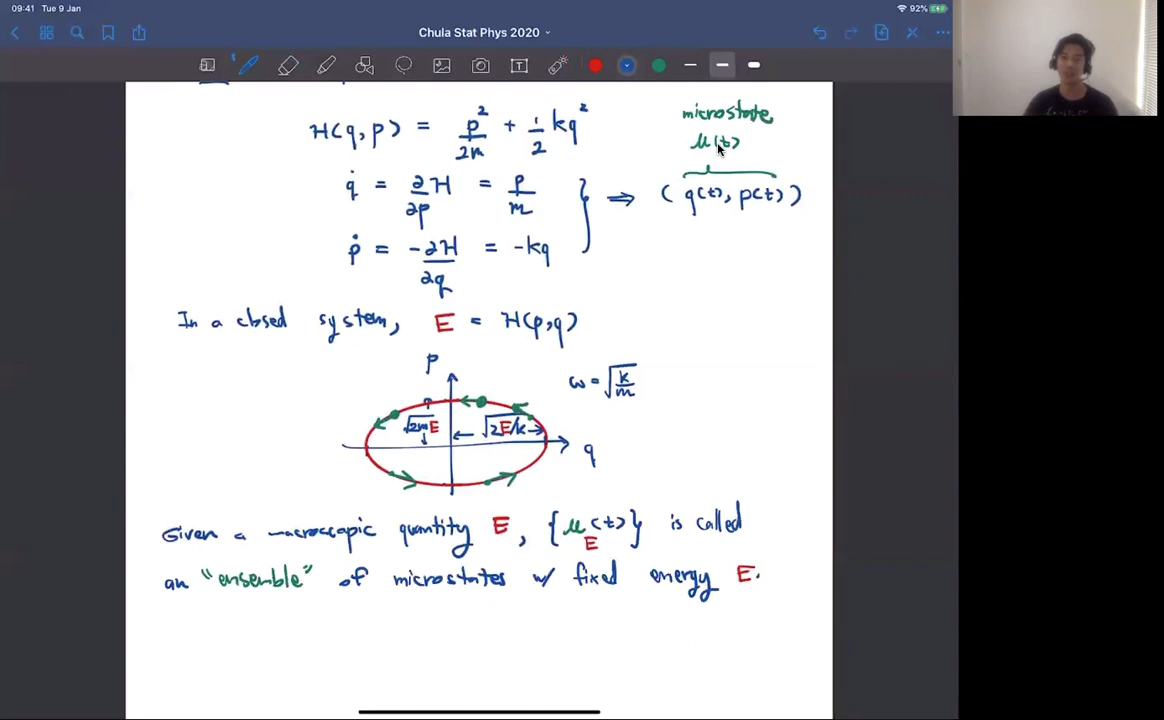 09:41 Tue 9 Jan
92%
Chula Stat Phys 2020
H(q, p) = p²/2m + 1/2 kq²
microstate
μ(t)
q̇ = ∂H/∂p = p/m
⇒ ( q(t), p(t) )
ṗ = -∂H/∂q = -kq
In a closed system, E = H(p,q)
p
ω = √(k/m)
√2mE
√2E/k
q
Given a macroscopic quantity E, {μ_E(t)} is called
an "ensemble" of microstates w/ fixed energy E.